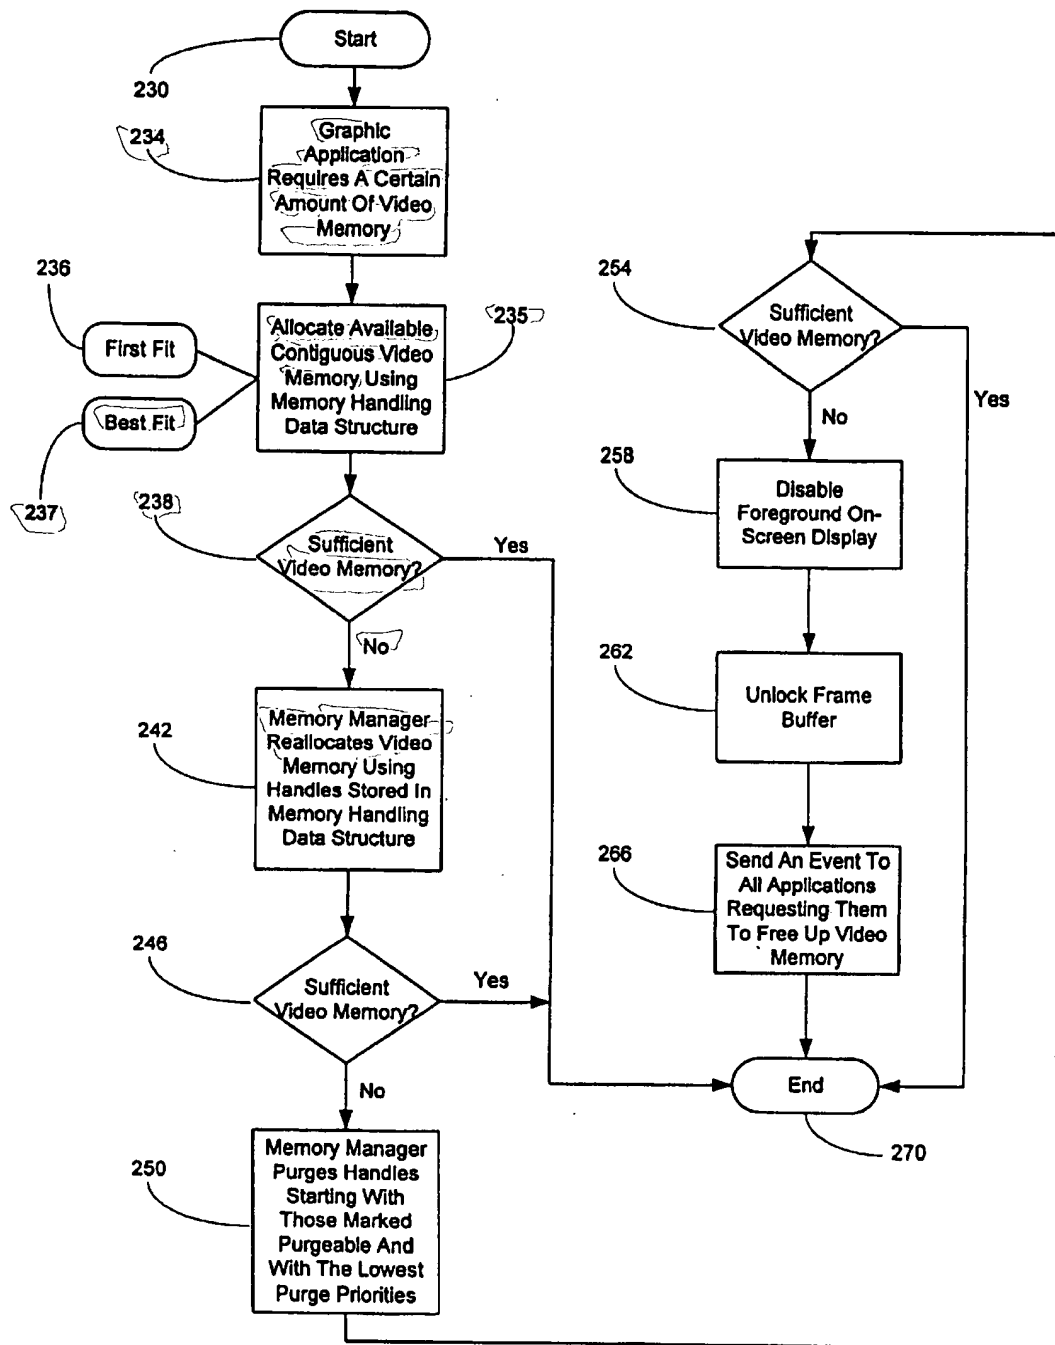 Start
230
234
Graphic
Application
Requires A Certain
Amount Of Video
Memory
236
First Fit
Best Fit
237
235
Allocate Available
Contiguous Video
Memory Using
Memory Handling
Data Structure
238
Sufficient
Video Memory?
Yes
No
242
Memory Manager
Reallocates Video
Memory Using
Handles Stored In
Memory Handling
Data Structure
246
Sufficient
Video Memory?
Yes
No
250
Memory Manager
Purges Handles
Starting With
Those Marked
Purgeable And
With The Lowest
Purge Priorities
254
Sufficient
Video Memory?
Yes
No
258
Disable
Foreground On-
Screen Display
262
Unlock Frame
Buffer
266
Send An Event To
All Applications
Requesting Them
To Free Up Video
Memory
End
270